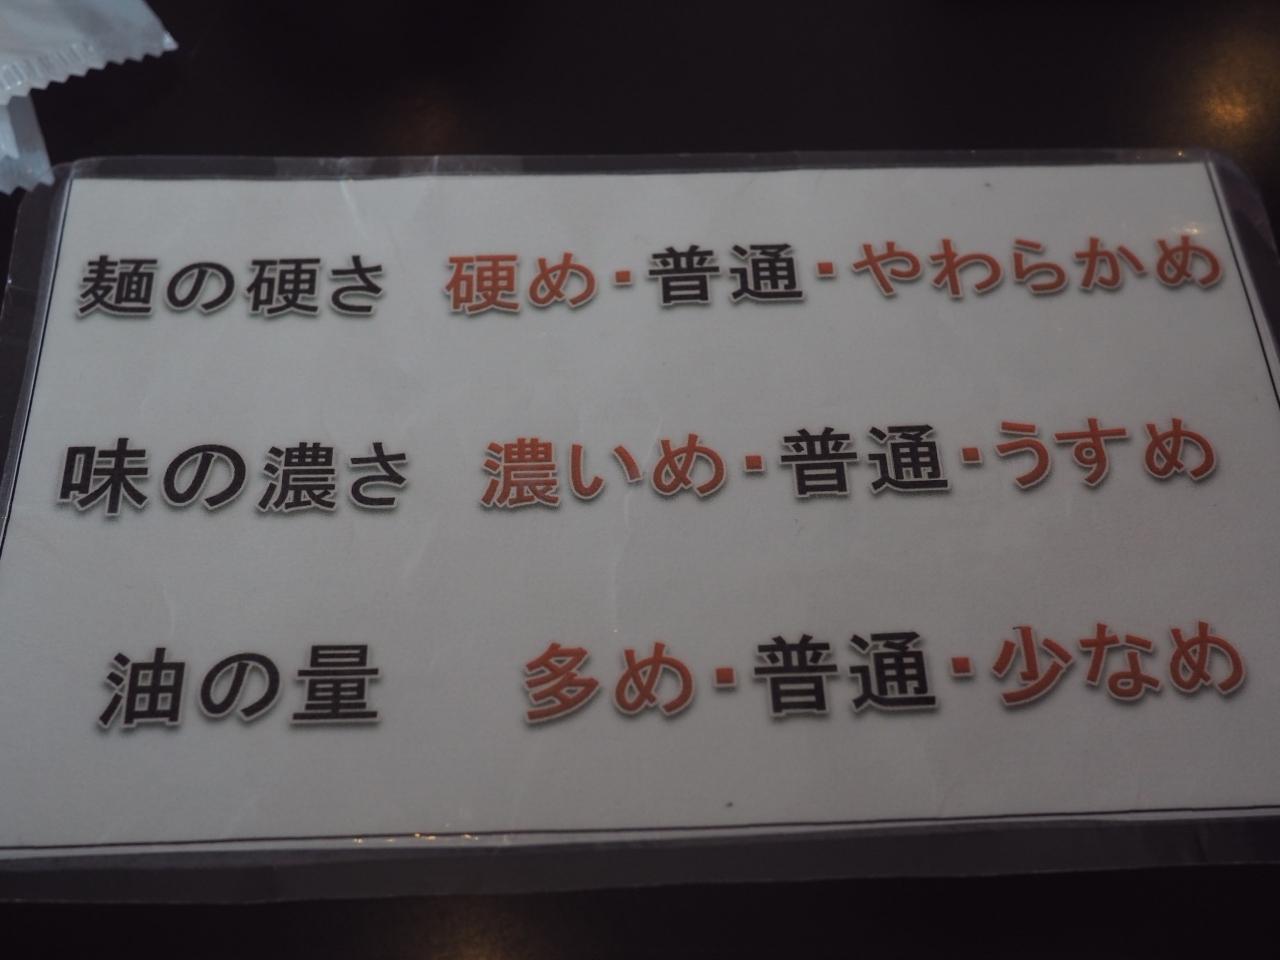 麺の硬さ 硬め・普通・やわらかめ
味の濃さ 濃いめ・普通・うすめ
油の量 多め・普通・少なめ